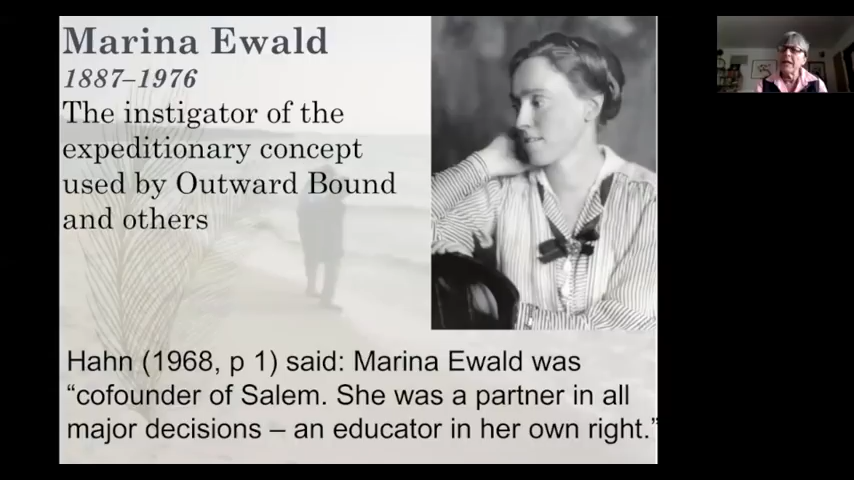 Marina Ewald
1887–1976
The instigator of the
expeditionary concept
used by Outward Bound
and others
Hahn (1968, p 1) said: Marina Ewald was
“cofounder of Salem. She was a partner in all
major decisions – an educator in her own right.”